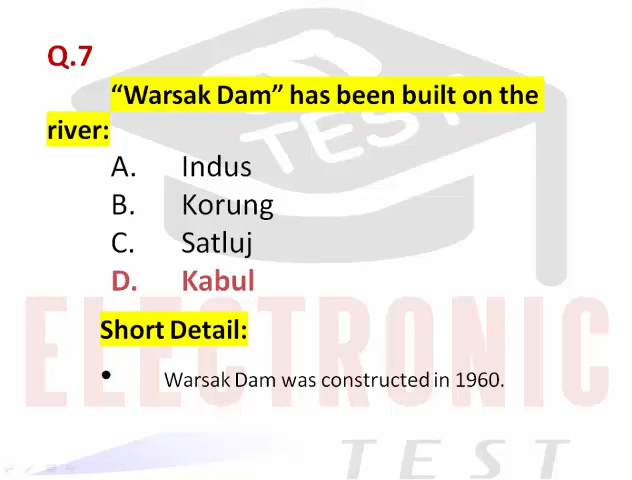 Q.7
“Warsak Dam” has been built on the
river:
A. Indus
B. Korung
C. Satluj
D. Kabul
Short Detail:
• Warsak Dam was constructed in 1960.
TEST
ELECTRONIC
TEST